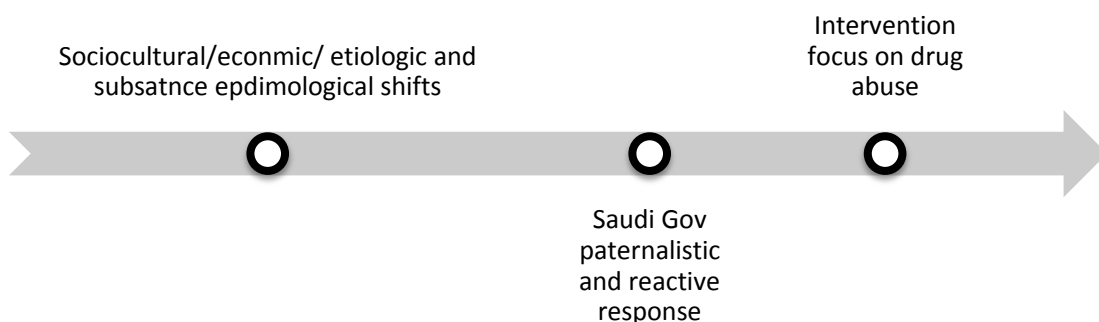 Sociocultural/econmic/ etiologic and
subsatnce epdimological shifts
Saudi Gov
paternalistic
and reactive
response
Intervention
focus on drug
abuse